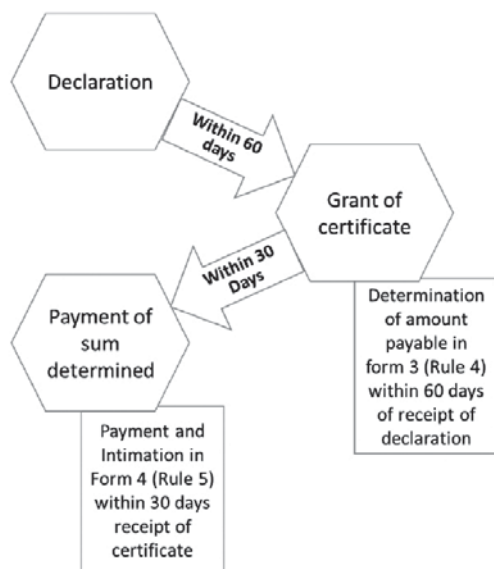 Declaration
Within 60
days
Grant of
certificate
Within 30
Days
Determination
of amount
payable in
form 3 (Rule 4)
within 60 days
of receipt of
declaration
Payment of
sum
determined
Payment and
Intimation in
Form 4 (Rule 5)
within 30 days
receipt of
certificate